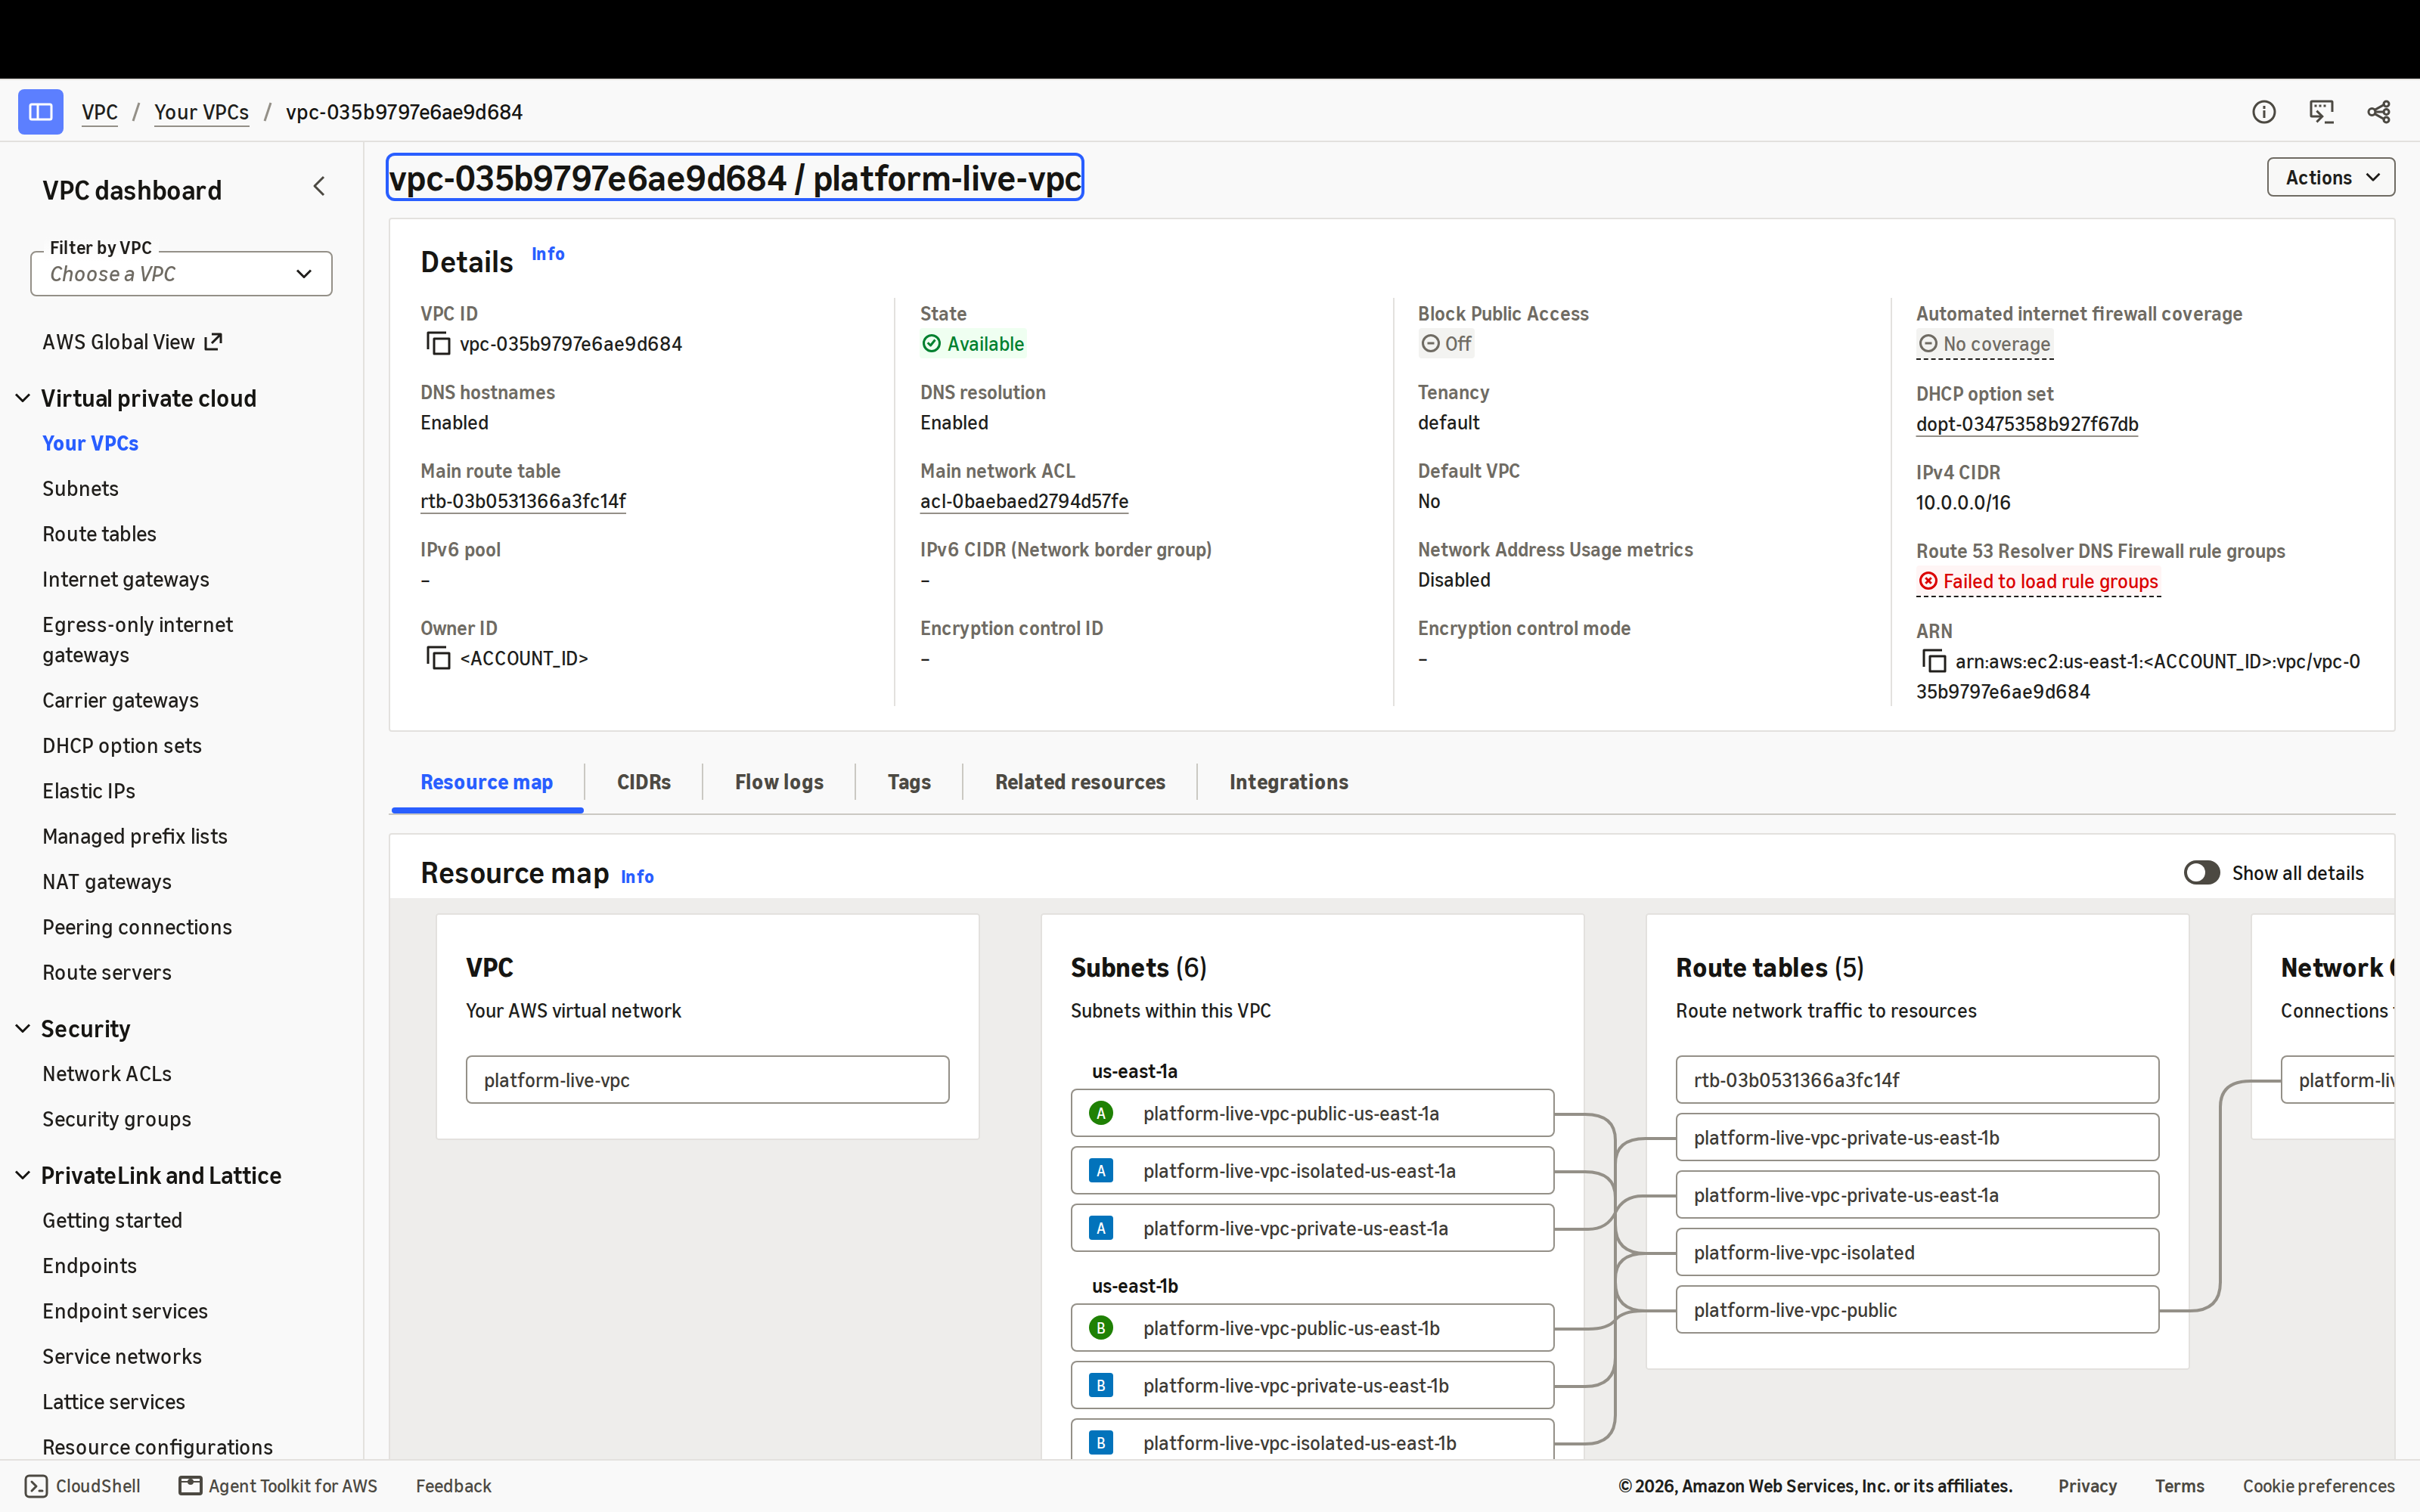 VPC / Your VPCs / vpc-035b9797e6ae9d684
VPC dashboard
Filter by VPC
Choose a VPC
AWS Global View
Virtual private cloud
Your VPCs
Subnets
Route tables
Internet gateways
Egress-only internet
gateways
Carrier gateways
DHCP option sets
Elastic IPs
Managed prefix lists
NAT gateways
Peering connections
Route servers
Security
Network ACLs
Security groups
PrivateLink and Lattice
Getting started
Endpoints
Endpoint services
Service networks
Lattice services
Resource configurations
vpc-035b9797e6ae9d684 / platform-live-vpc
Actions
Details Info
VPC ID
vpc-035b9797e6ae9d684
DNS hostnames
Enabled
Main route table
rtb-03b0531366a3fc14f
IPv6 pool
–
Owner ID
<ACCOUNT_ID>
State
Available
DNS resolution
Enabled
Main network ACL
acl-0baebaed2794d57fe
IPv6 CIDR (Network border group)
–
Encryption control ID
–
Block Public Access
Off
Tenancy
default
Default VPC
No
Network Address Usage metrics
Disabled
Encryption control mode
–
Automated internet firewall coverage
No coverage
DHCP option set
dopt-03475358b927f67db
IPv4 CIDR
10.0.0.0/16
Route 53 Resolver DNS Firewall rule groups
Failed to load rule groups
ARN
arn:aws:ec2:us-east-1:<ACCOUNT_ID>:vpc/vpc-0
35b9797e6ae9d684
Resource map CIDRs Flow logs Tags Related resources Integrations
Resource map Info
Show all details
VPC
Your AWS virtual network
platform-live-vpc
Subnets (6)
Subnets within this VPC
us-east-1a
A platform-live-vpc-public-us-east-1a
A platform-live-vpc-isolated-us-east-1a
A platform-live-vpc-private-us-east-1a
us-east-1b
B platform-live-vpc-public-us-east-1b
B platform-live-vpc-private-us-east-1b
B platform-live-vpc-isolated-us-east-1b
Route tables (5)
Route network traffic to resources
rtb-03b0531366a3fc14f
platform-live-vpc-private-us-east-1b
platform-live-vpc-private-us-east-1a
platform-live-vpc-isolated
platform-live-vpc-public
Network
Connections
platform-liv
CloudShell Agent Toolkit for AWS Feedback
© 2026, Amazon Web Services, Inc. or its affiliates. Privacy Terms Cookie preferences